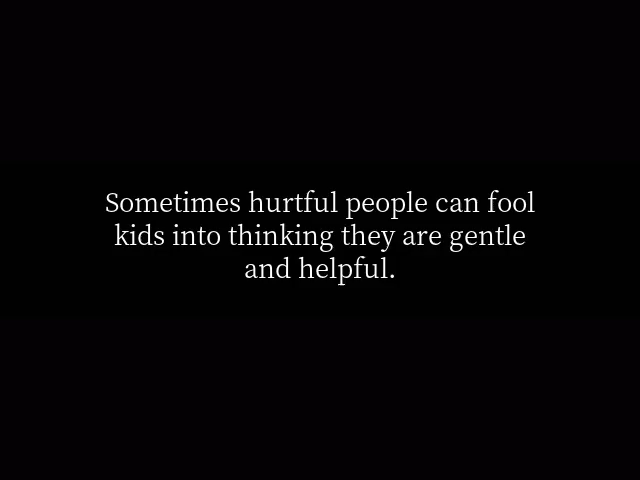 Sometimes hurtful people can fool
kids into thinking they are gentle
and helpful.